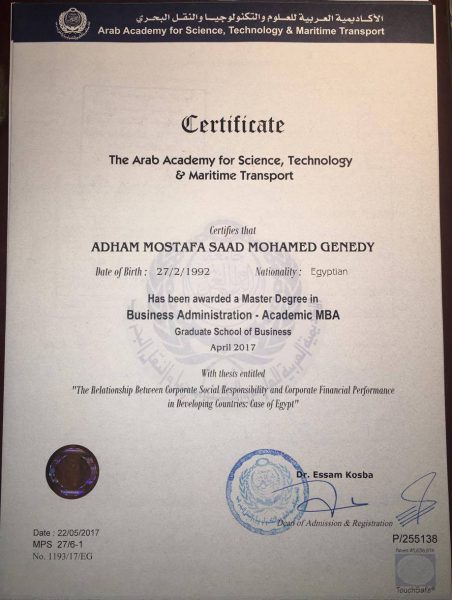 الأكاديمية العربية للعلوم والتكنولوجيا والنقل البحري
Arab Academy for Science, Technology & Maritime Transport
Certificate
The Arab Academy for Science, Technology
& Maritime Transport
Certifies that
ADHAM MOSTAFA SAAD MOHAMED GENEDY
Date of Birth : 27/2/1992 Nationality : Egyptian
Has been awarded a Master Degree in
Business Administration - Academic MBA
Graduate School of Business
April 2017
With thesis entitled
"The Relationship Between Corporate Social Responsibility and Corporate Financial Performance
in Developing Countries: Case of Egypt"
Dr. Essam Kosba
Dean of Admission & Registration
Date : 22/05/2017
MPS 27/6-1
No. 1193/17/EG
P/255138
TouchSafe®